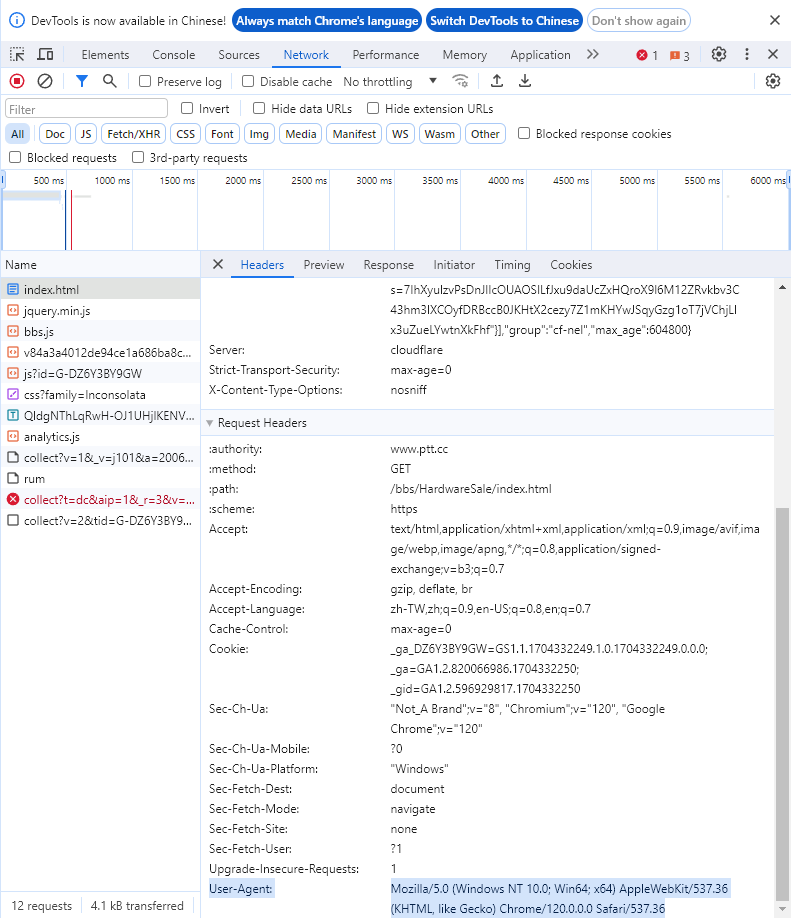 DevTools is now available in Chinese! Always match Chrome's language Switch DevTools to Chinese Don't show again
Elements Console Sources Network Performance Memory Application 1 3
Preserve log Disable cache No throttling
Filter Invert Hide data URLs Hide extension URLs
All Doc JS Fetch/XHR CSS Font Img Media Manifest WS Wasm Other Blocked response cookies
Blocked requests 3rd-party requests
500 ms 1000 ms 1500 ms 2000 ms 2500 ms 3000 ms 3500 ms 4000 ms 4500 ms 5000 ms 5500 ms 6000 ms
Name
index.html
jquery.min.js
bbs.js
v84a3a4012de94ce1a686ba8c...
js?id=G-DZ6Y3BY9GW
css?family=Inconsolata
QldgNThLqRwH-OJ1UHjlKENV...
analytics.js
collect?v=1&_v=j101&a=2006...
rum
collect?t=dc&aip=1&_r=3&v=...
collect?v=2&tid=G-DZ6Y3BY9...
12 requests 4.1 kB transferred
Headers Preview Response Initiator Timing Cookies
43hm3IXCOyfDRBccB0JKHtX2cezy7Z1mKHYwJSqyGzg1oT7jVChjLI
x3uZueLYwtnXkFhf"}],"group":"cf-nel","max_age":604800}
Server: cloudflare
Strict-Transport-Security: max-age=0
X-Content-Type-Options: nosniff
Request Headers
:authority: www.ptt.cc
:method: GET
:path: /bbs/HardwareSale/index.html
:scheme: https
Accept: text/html,application/xhtml+xml,application/xml;q=0.9,image/avif,ima
ge/webp,image/apng,*/*;q=0.8,application/signed-
exchange;v=b3;q=0.7
Accept-Encoding: gzip, deflate, br
Accept-Language: zh-TW,zh;q=0.9,en-US;q=0.8,en;q=0.7
Cache-Control: max-age=0
Cookie: _ga_DZ6Y3BY9GW=GS1.1.1704332249.1.0.1704332249.0.0.0;
_ga=GA1.2.820066986.1704332250;
_gid=GA1.2.596929817.1704332250
Sec-Ch-Ua: "Not_A Brand";v="8", "Chromium";v="120", "Google
Chrome";v="120"
Sec-Ch-Ua-Mobile: ?0
Sec-Ch-Ua-Platform: "Windows"
Sec-Fetch-Dest: document
Sec-Fetch-Mode: navigate
Sec-Fetch-Site: none
Sec-Fetch-User: ?1
Upgrade-Insecure-Requests: 1
User-Agent: Mozilla/5.0 (Windows NT 10.0; Win64; x64) AppleWebKit/537.36
(KHTML, like Gecko) Chrome/120.0.0.0 Safari/537.36